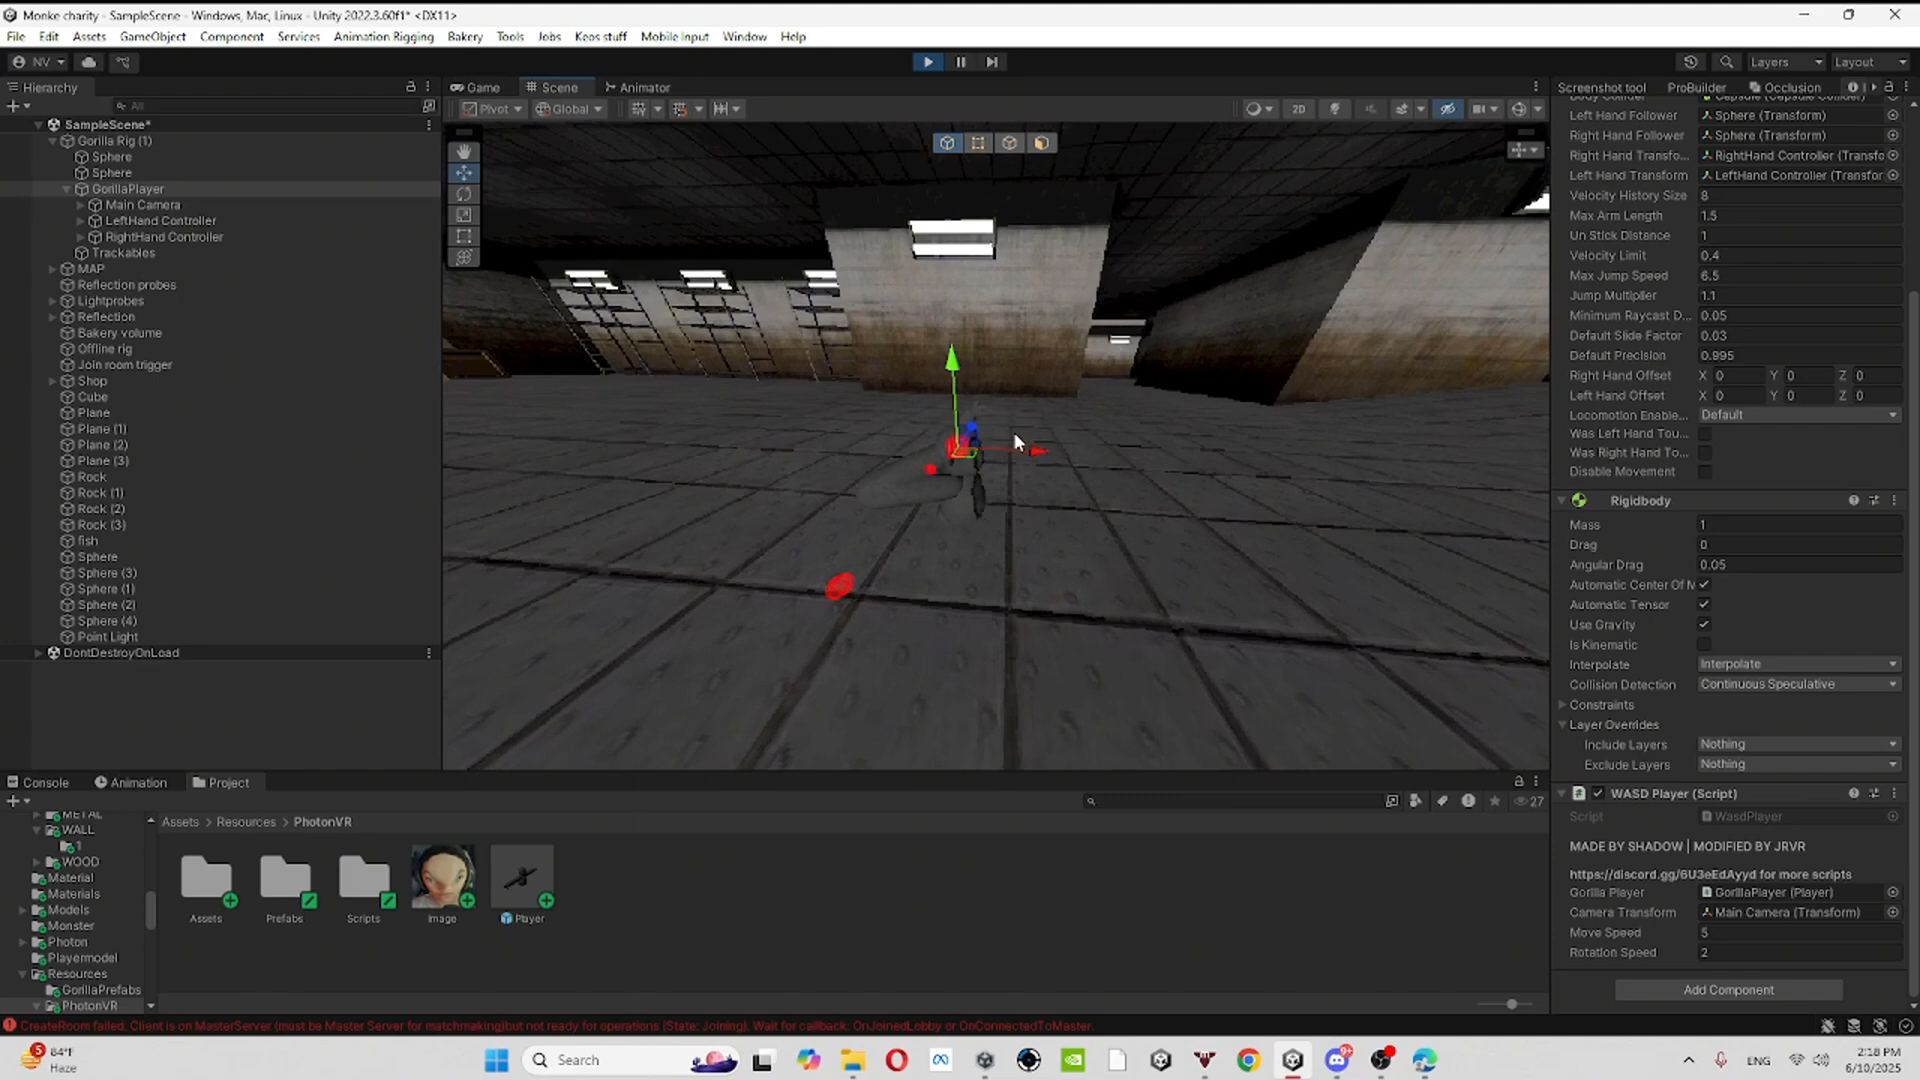 Monke charity - SampleScene - Windows, Mac, Linux - Unity 2022.3.60f1* <DX11>
File Edit Assets GameObject Component Services Animation Rigging Bakery Tools Jobs Keos stuff Mobile Input Window Help
NV
Layers
Layout
Hierarchy
All
SampleScene*
Gorilla Rig (1)
Sphere
Sphere
GorillaPlayer
Main Camera
LeftHand Controller
RightHand Controller
Trackables
MAP
Reflection probes
Lightprobes
Reflection
Bakery volume
Offline rig
Join room trigger
Shop
Cube
Plane
Plane (1)
Plane (2)
Plane (3)
Rock
Rock (1)
Rock (2)
Rock (3)
fish
Sphere
Sphere (3)
Sphere (1)
Sphere (2)
Sphere (4)
Point Light
DontDestroyOnLoad
Game Scene Animator
Pivot Global 2D
Screenshot tool ProBuilder Occlusion
Body Collider Capsule (Capsule Collider)
Left Hand Follower Sphere (Transform)
Right Hand Follower Sphere (Transform)
Right Hand Transfo... RightHand Controller (Transfo
Left Hand Transform LeftHand Controller (Transfor
Velocity History Size 8
Max Arm Length 1.5
Un Stick Distance 1
Velocity Limit 0.4
Max Jump Speed 6.5
Jump Multiplier 1.1
Minimum Raycast D... 0.05
Default Slide Factor 0.03
Default Precision 0.995
Right Hand Offset X 0 Y 0 Z 0
Left Hand Offset X 0 Y 0 Z 0
Locomotion Enable... Default
Was Left Hand Tou...
Was Right Hand To...
Disable Movement
Rigidbody
Mass 1
Drag 0
Angular Drag 0.05
Automatic Center Of M
Automatic Tensor
Use Gravity
Is Kinematic
Interpolate Interpolate
Collision Detection Continuous Speculative
Constraints
Layer Overrides
Include Layers Nothing
Exclude Layers Nothing
WASD Player (Script)
Script WasdPlayer
MADE BY SHADOW | MODIFIED BY JRVR
https://discord.gg/6U3eEdAyyd for more scripts
Gorilla Player GorillaPlayer (Player)
Camera Transform Main Camera (Transform)
Move Speed 5
Rotation Speed 2
Add Component
Console Animation Project
27
METAL
WALL
1
WOOD
Material
Materials
Models
Monster
Photon
Playermodel
Resources
GorillaPrefabs
PhotonVR
Assets > Resources > PhotonVR
Assets
Prefabs
Scripts
image
Player
CreateRoom failed. Client is on MasterServer (must be Master Server for matchmaking)but not ready for operations (State: Joining). Wait for callback: OnJoinedLobby or OnConnectedToMaster.
5
84°F
Haze
Search
9+
ENG
2:18 PM
6/10/2025